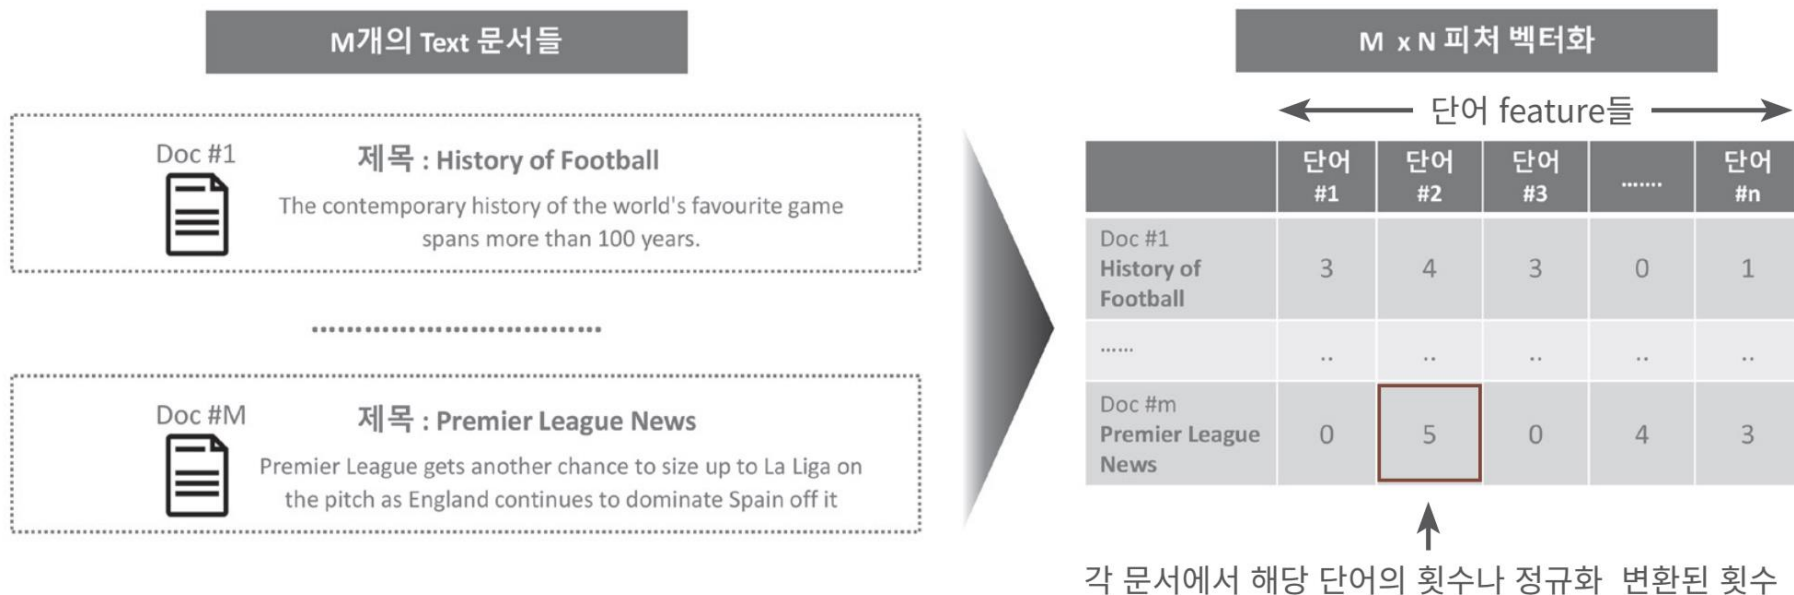 M개의 Text 문서들
Doc #1
제목 : History of Football
The contemporary history of the world's favourite game
spans more than 100 years.
................................
Doc #M
제목 : Premier League News
Premier League gets another chance to size up to La Liga on
the pitch as England continues to dominate Spain off it
M x N 피처 벡터화
단어 feature들
단어 #1 단어 #2 단어 #3 ....... 단어 #n
Doc #1
History of
Football
3 4 3 0 1
...... .. .. .. .. ..
Doc #m
Premier League
News
0 5 0 4 3
각 문서에서 해당 단어의 횟수나 정규화 변환된 횟수